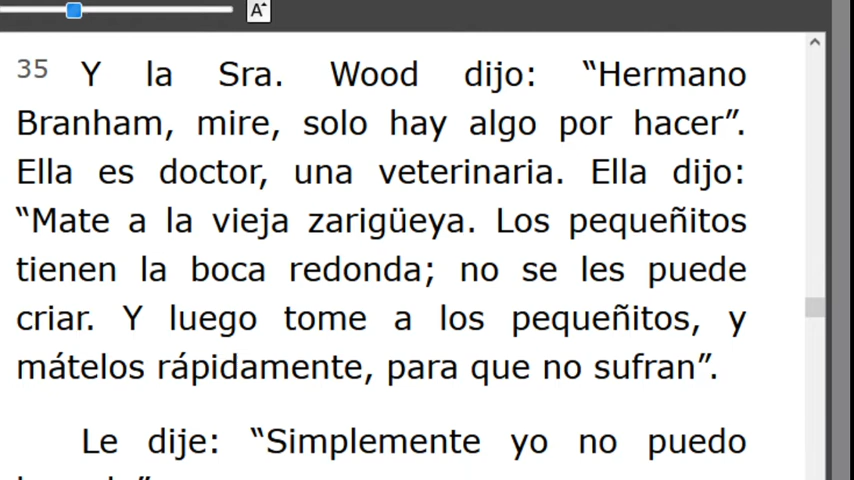 A
35 Y la Sra. Wood dijo: “Hermano
Branham, mire, solo hay algo por hacer”.
Ella es doctor, una veterinaria. Ella dijo:
“Mate a la vieja zarigüeya. Los pequeñitos
tienen la boca redonda; no se les puede
criar. Y luego tome a los pequeñitos, y
mátelos rápidamente, para que no sufran”.
Le dije: “Simplemente yo no puedo